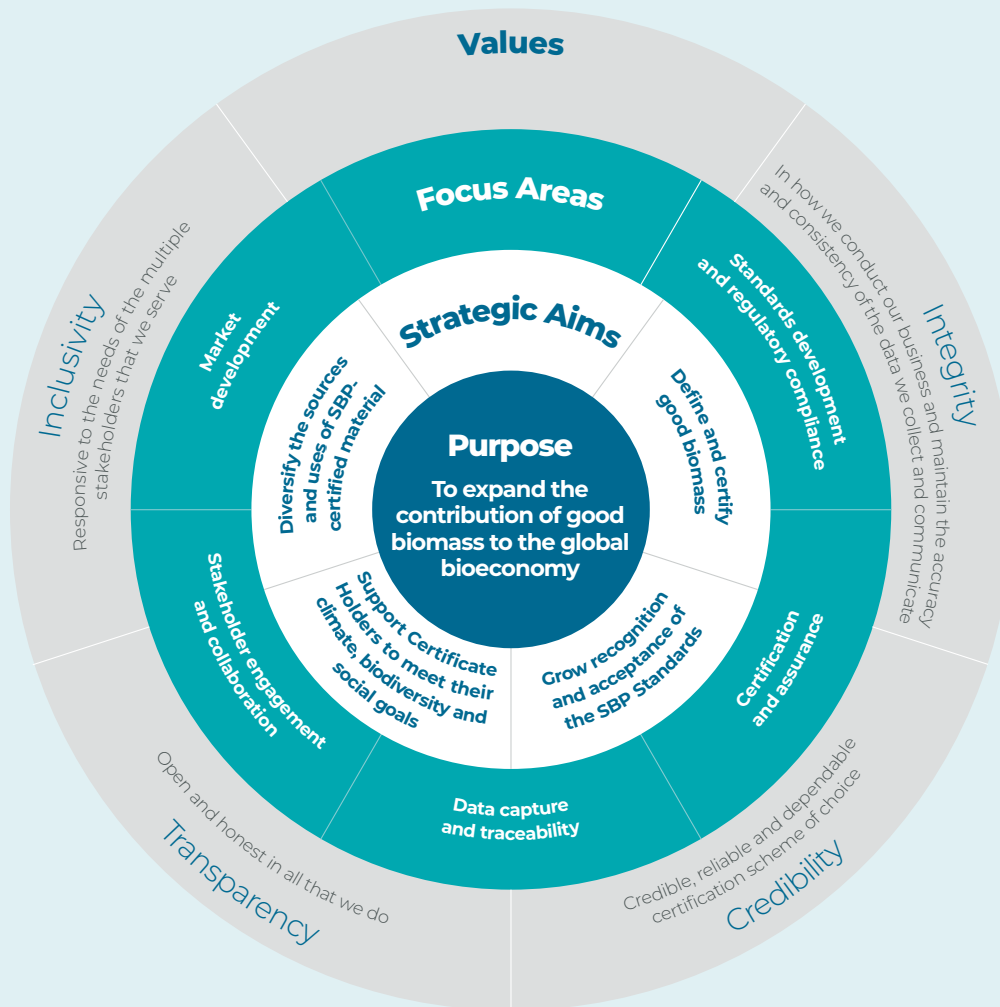 Values
Integrity
In how we conduct our business and maintain the accuracy
and consistency of the data we collect and communicate
Credibility
Credible, reliable and dependable
certification scheme of choice
Transparency
Open and honest in all that we do
Inclusivity
Responsive to the needs of the multiple
stakeholders that we serve
Focus Areas
Standards development
and regulatory compliance
Certification
and assurance
Data capture
and traceability
Stakeholder engagement
and collaboration
Market
development
Strategic Aims
Define and certify
good biomass
Grow recognition
and acceptance of
the SBP Standards
Support Certificate
Holders to meet their
climate, biodiversity and
social goals
Diversify the sources
and uses of SBP-
certified material
Purpose
To expand the
contribution of good
biomass to the global
bioeconomy